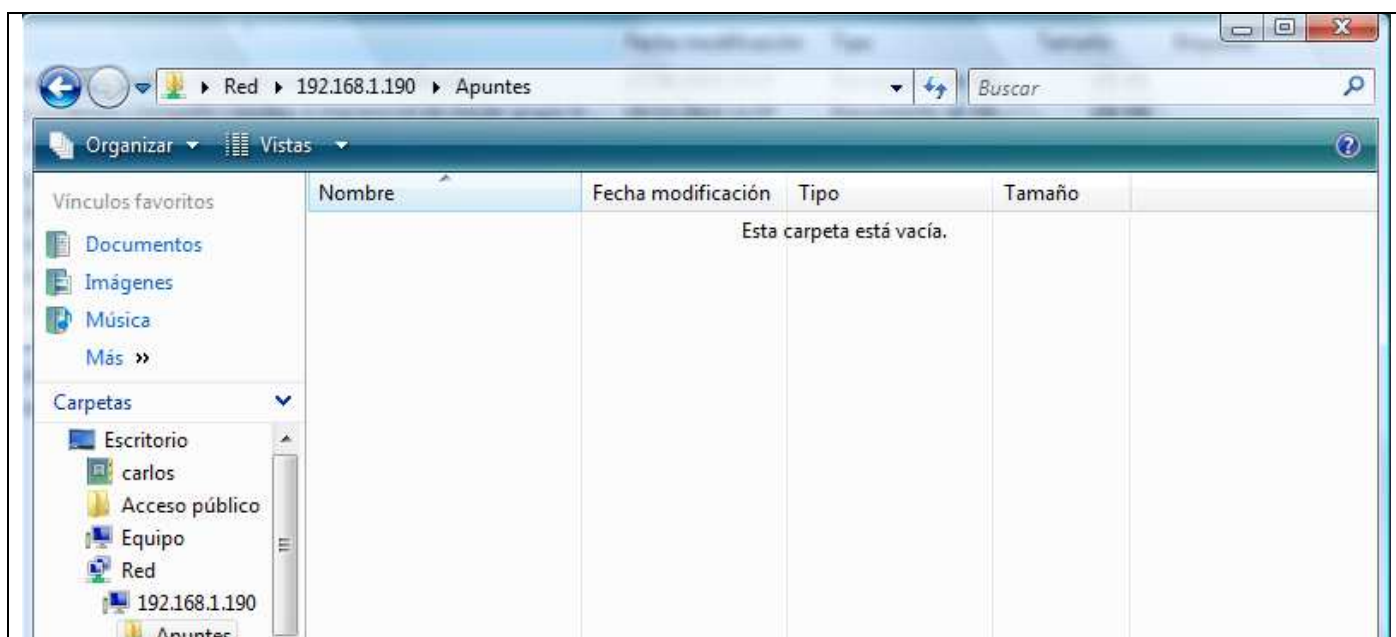 Red 192.168.1.190 Apuntes
Buscar
Organizar Vistas
Vínculos favoritos
Documentos
Imágenes
Música
Más »
Carpetas
Escritorio
carlos
Acceso público
Equipo
Red
192.168.1.190
Apuntes
Nombre Fecha modificación Tipo Tamaño
Esta carpeta está vacía.